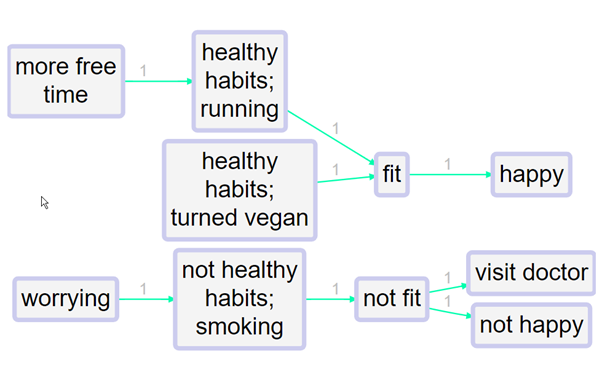 more free
time
1
healthy
habits;
running
1
healthy
habits;
turned vegan
1
fit
1
happy
worrying
1
not healthy
habits;
smoking
1
not fit
1
visit doctor
1
not happy